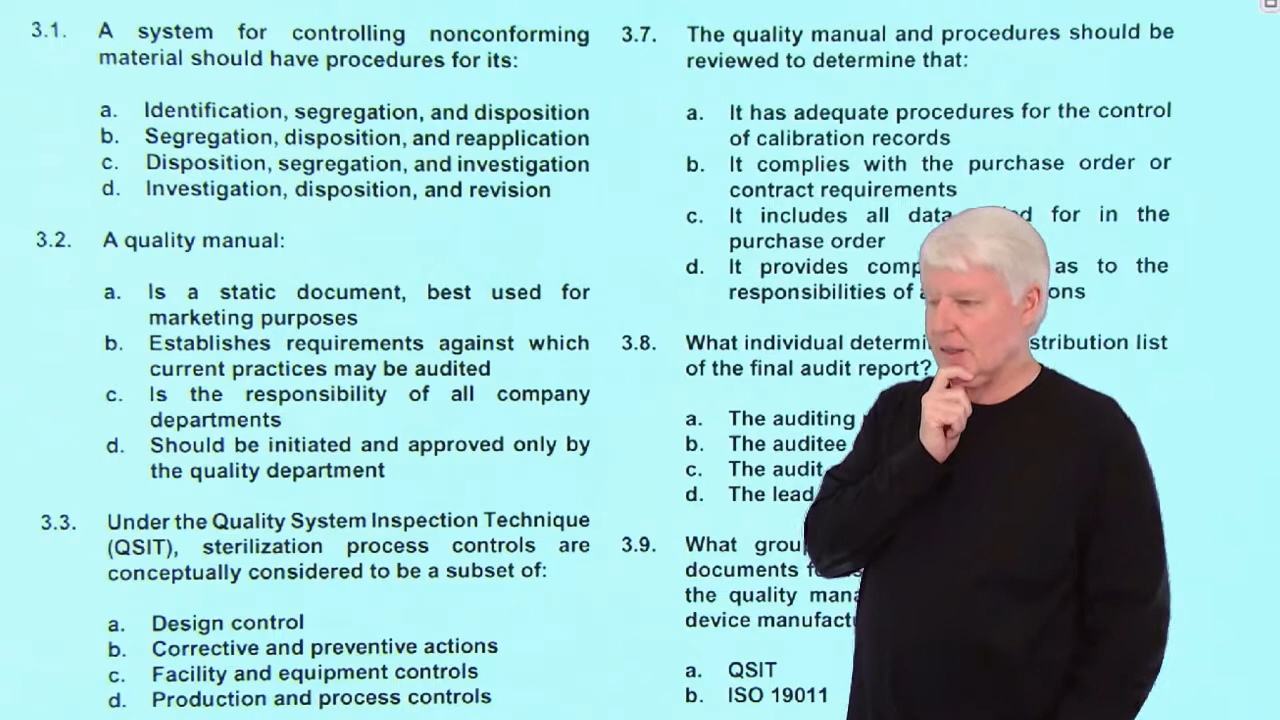 3.1. A system for controlling nonconforming
material should have procedures for its:
a. Identification, segregation, and disposition
b. Segregation, disposition, and reapplication
c. Disposition, segregation, and investigation
d. Investigation, disposition, and revision
3.2. A quality manual:
a. Is a static document, best used for
marketing purposes
b. Establishes requirements against which
current practices may be audited
c. Is the responsibility of all company
departments
d. Should be initiated and approved only by
the quality department
3.3. Under the Quality System Inspection Technique
(QSIT), sterilization process controls are
conceptually considered to be a subset of:
a. Design control
b. Corrective and preventive actions
c. Facility and equipment controls
d. Production and process controls
3.7. The quality manual and procedures should be
reviewed to determine that:
a. It has adequate procedures for the control
of calibration records
b. It complies with the purchase order or
contract requirements
c. It includes all data for in the
purchase order
d. It provides as to the
responsibilities of
3.8. What individual list
of the final audit report?
a. The auditing
b. The auditee
c. The audit
d. The lead
3.9. What
documents
the quality
device
a. QSIT
b. ISO 19011